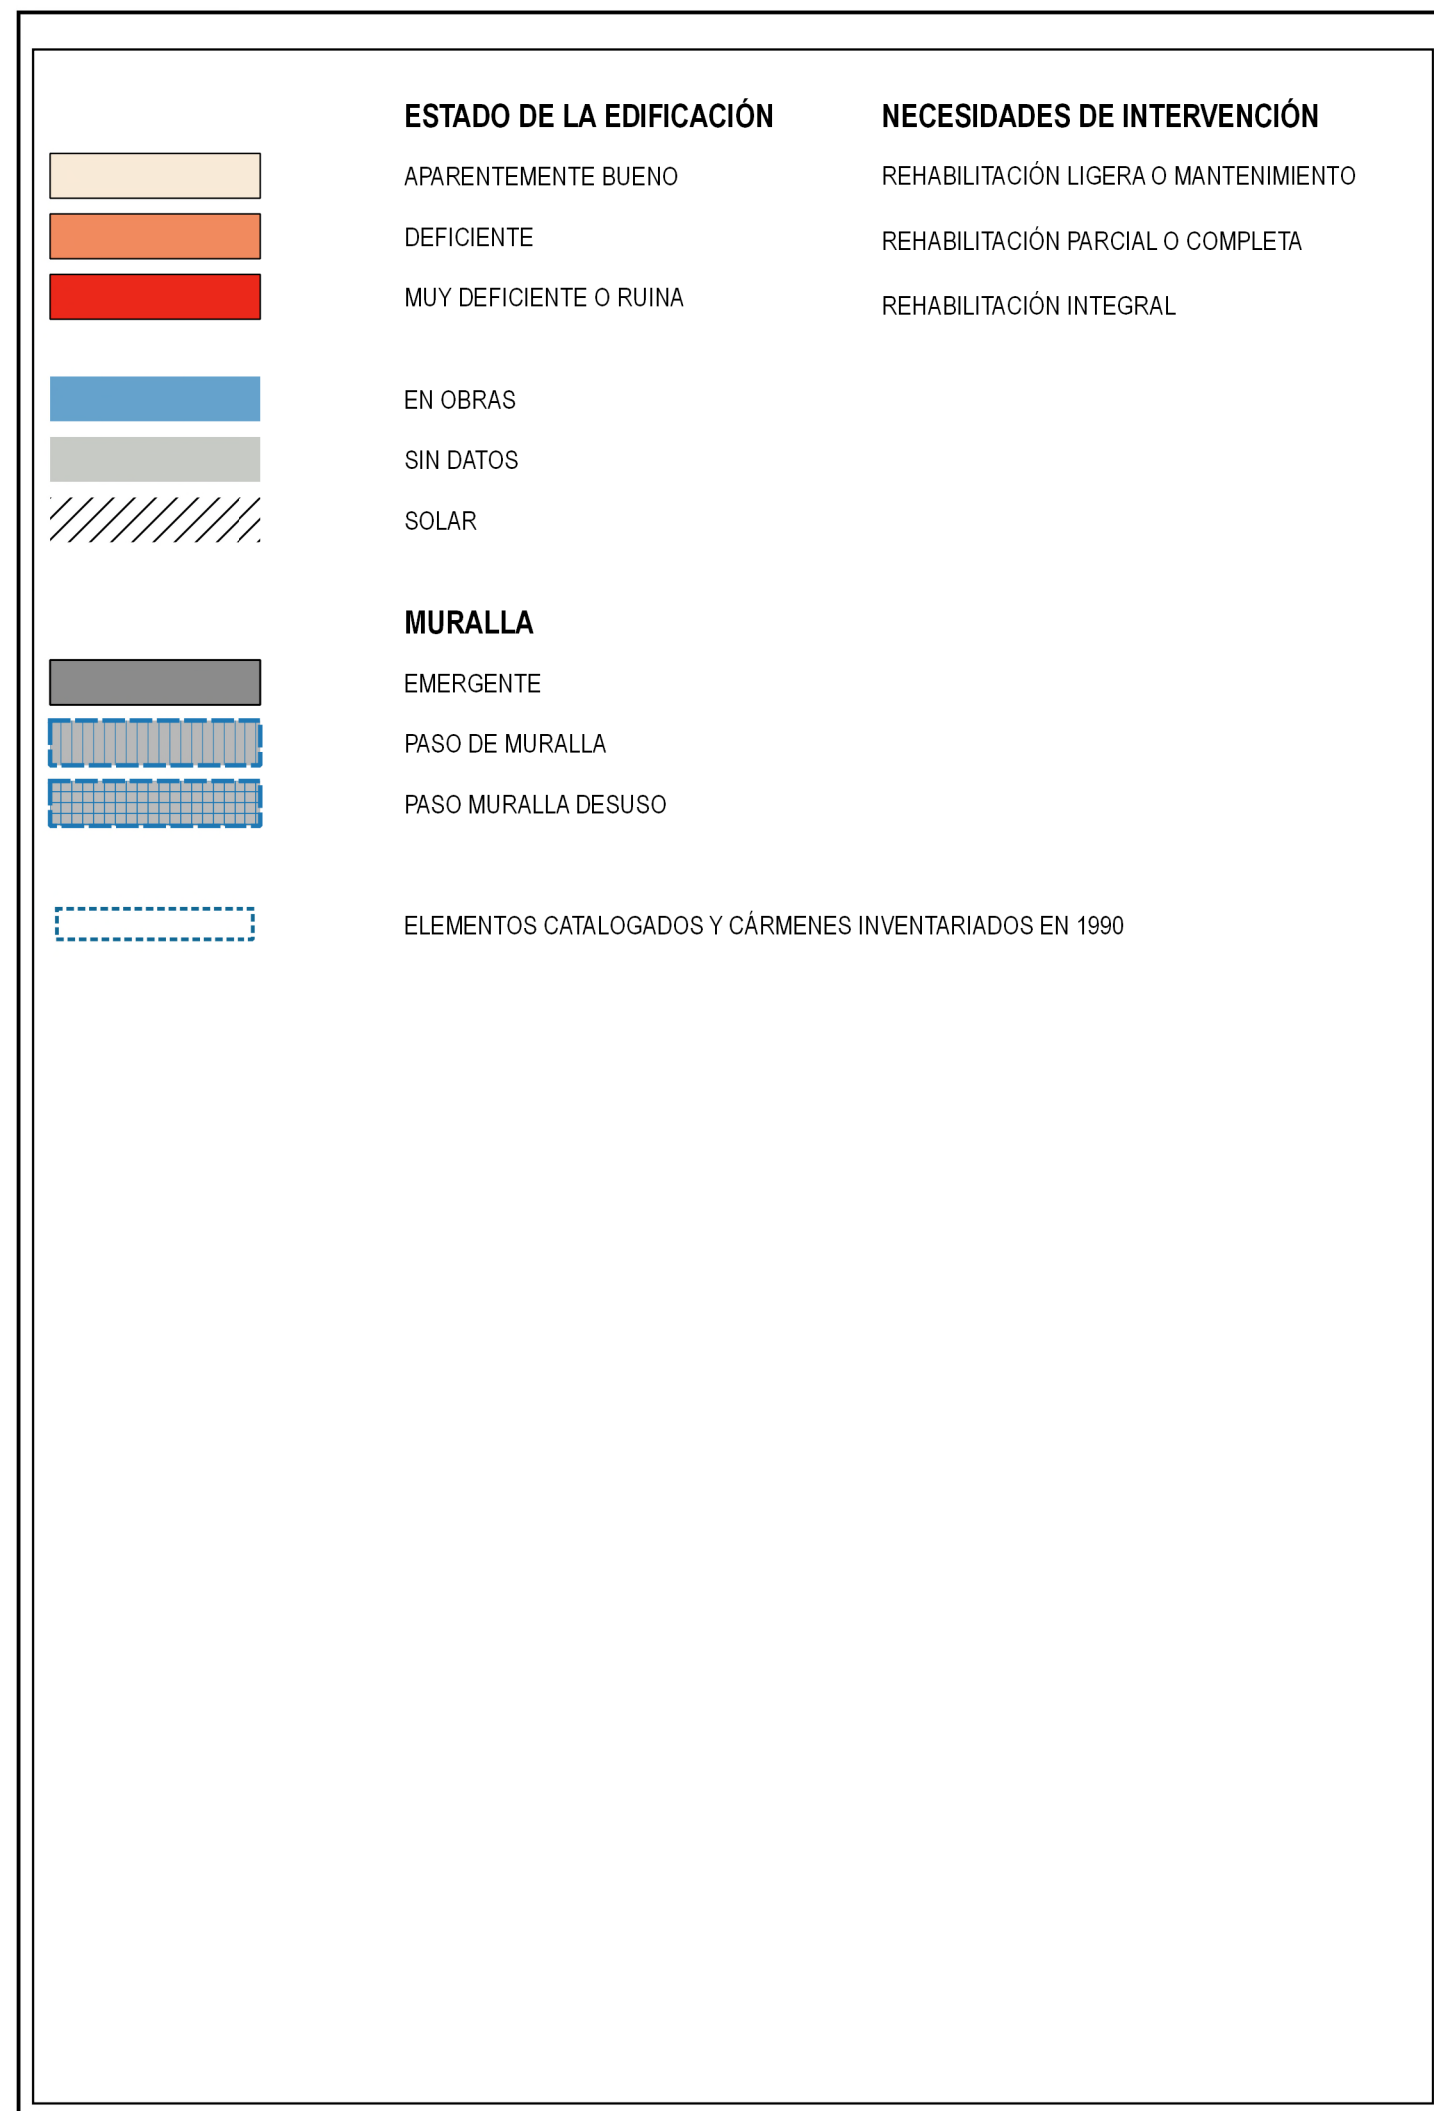 ESTADO DE LA EDIFICACIÓN NECESIDADES DE INTERVENCIÓN
APARENTEMENTE BUENO REHABILITACIÓN LIGERA O MANTENIMIENTO
DEFICIENTE REHABILITACIÓN PARCIAL O COMPLETA
MUY DEFICIENTE O RUINA REHABILITACIÓN INTEGRAL
EN OBRAS
SIN DATOS
SOLAR
MURALLA
EMERGENTE
PASO DE MURALLA
PASO MURALLA DESUSO
ELEMENTOS CATALOGADOS Y CÁRMENES INVENTARIADOS EN 1990